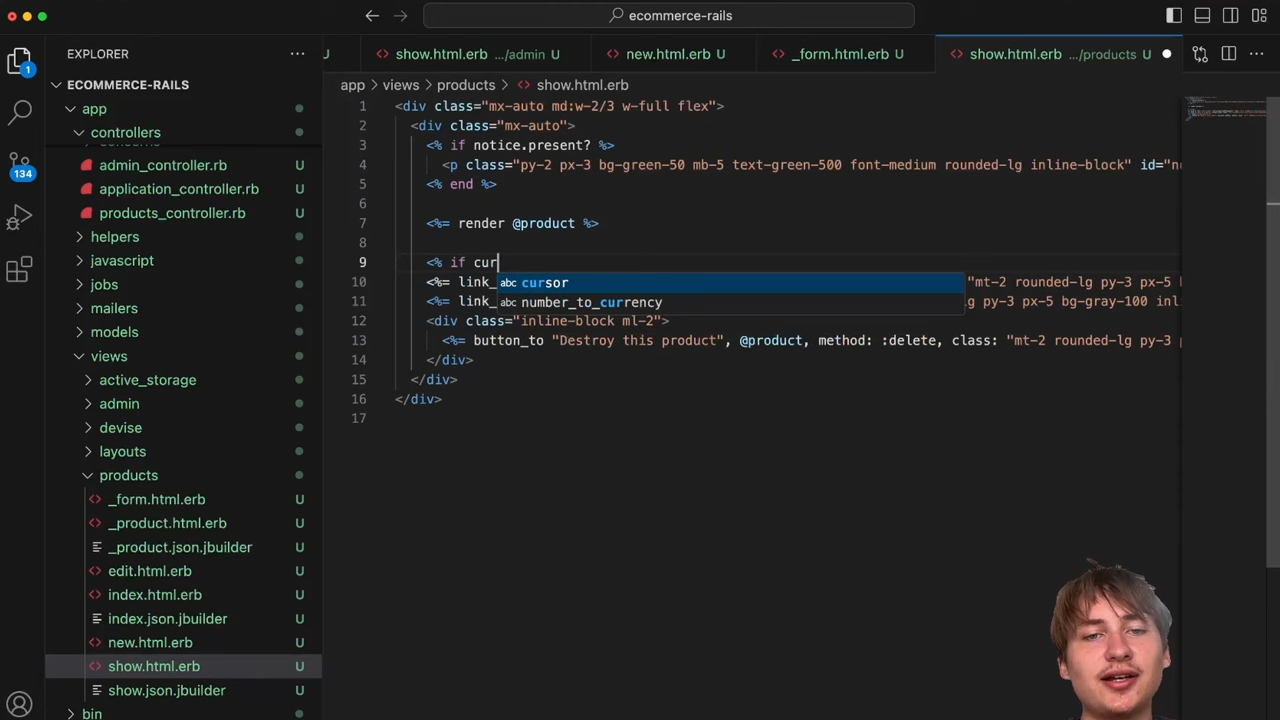 ecommerce-rails
EXPLORER
U
show.html.erb .../admin U
new.html.erb U
_form.html.erb U
show.html.erb .../products U
ECOMMERCE-RAILS
app > views > products > show.html.erb
app
controllers
concerns
admin_controller.rb U
application_controller.rb U
products_controller.rb U
helpers
javascript
jobs
mailers
models
views
active_storage
admin
devise
layouts
products
_form.html.erb U
_product.html.erb U
_product.json.jbuilder U
edit.html.erb U
index.html.erb U
index.json.jbuilder U
new.html.erb U
show.html.erb U
show.json.jbuilder U
bin
1
134
1 <div class="mx-auto md:w-2/3 w-full flex">
2 <div class="mx-auto">
3 <% if notice.present? %>
4 <p class="py-2 px-3 bg-green-50 mb-5 text-green-500 font-medium rounded-lg inline-block" id="n
5 <% end %>
6
7 <%= render @product %>
8
9 <% if cur
10 <%= link_ "mt-2 rounded-lg py-3 px-5 b
11 <%= link_ g py-3 px-5 bg-gray-100 inl
abc cursor
abc number_to_currency
12 <div class="inline-block ml-2">
13 <%= button_to "Destroy this product", @product, method: :delete, class: "mt-2 rounded-lg py-3 p
14 </div>
15 </div>
16 </div>
17